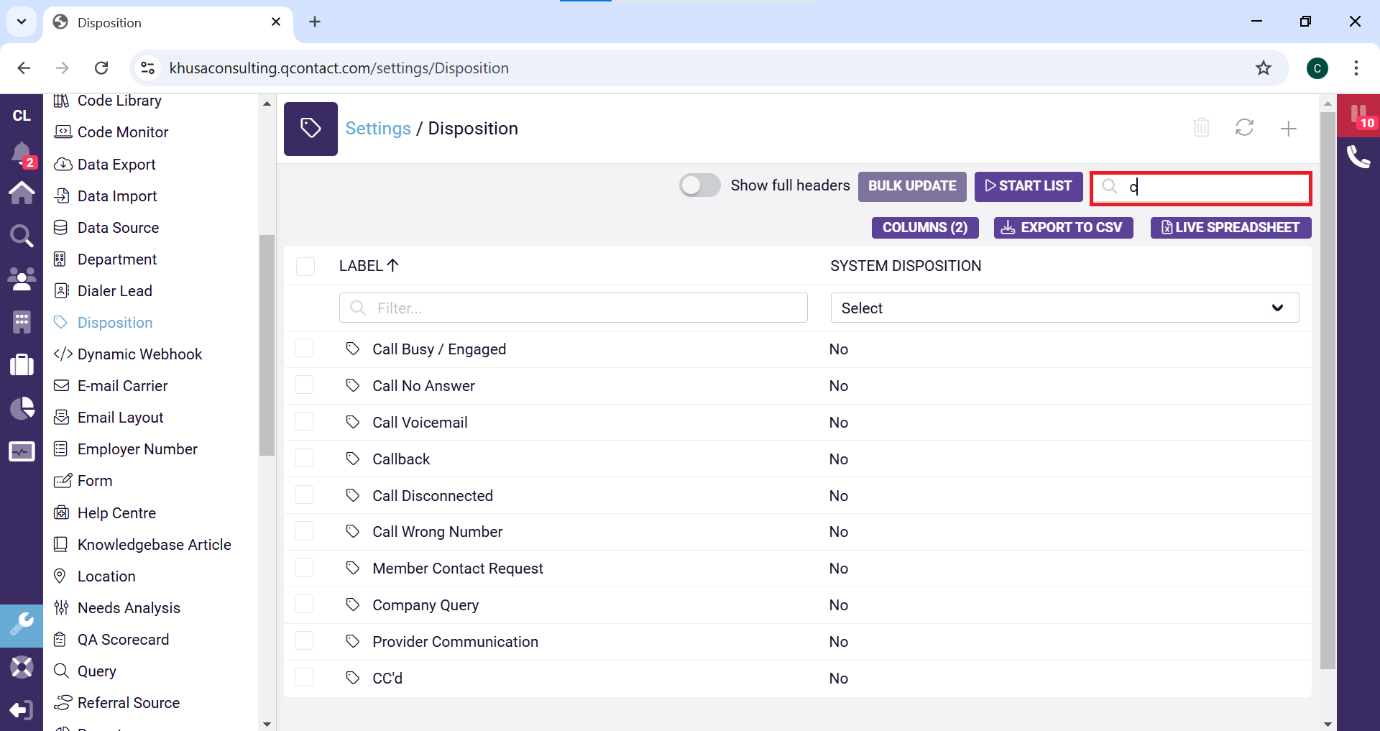 Disposition
khusaconsulting.qcontact.com/settings/Disposition
C
CL
2
Code Library
Code Monitor
Data Export
Data Import
Data Source
Department
Dialer Lead
Disposition
Dynamic Webhook
E-mail Carrier
Email Layout
Employer Number
Form
Help Centre
Knowledgebase Article
Location
Needs Analysis
QA Scorecard
Query
Referral Source
Settings / Disposition
10
Show full headers
BULK UPDATE
START LIST
c
COLUMNS (2)
EXPORT TO CSV
LIVE SPREADSHEET
LABEL SYSTEM DISPOSITION
Filter... Select
Call Busy / Engaged No
Call No Answer No
Call Voicemail No
Callback No
Call Disconnected No
Call Wrong Number No
Member Contact Request No
Company Query No
Provider Communication No
CC'd No